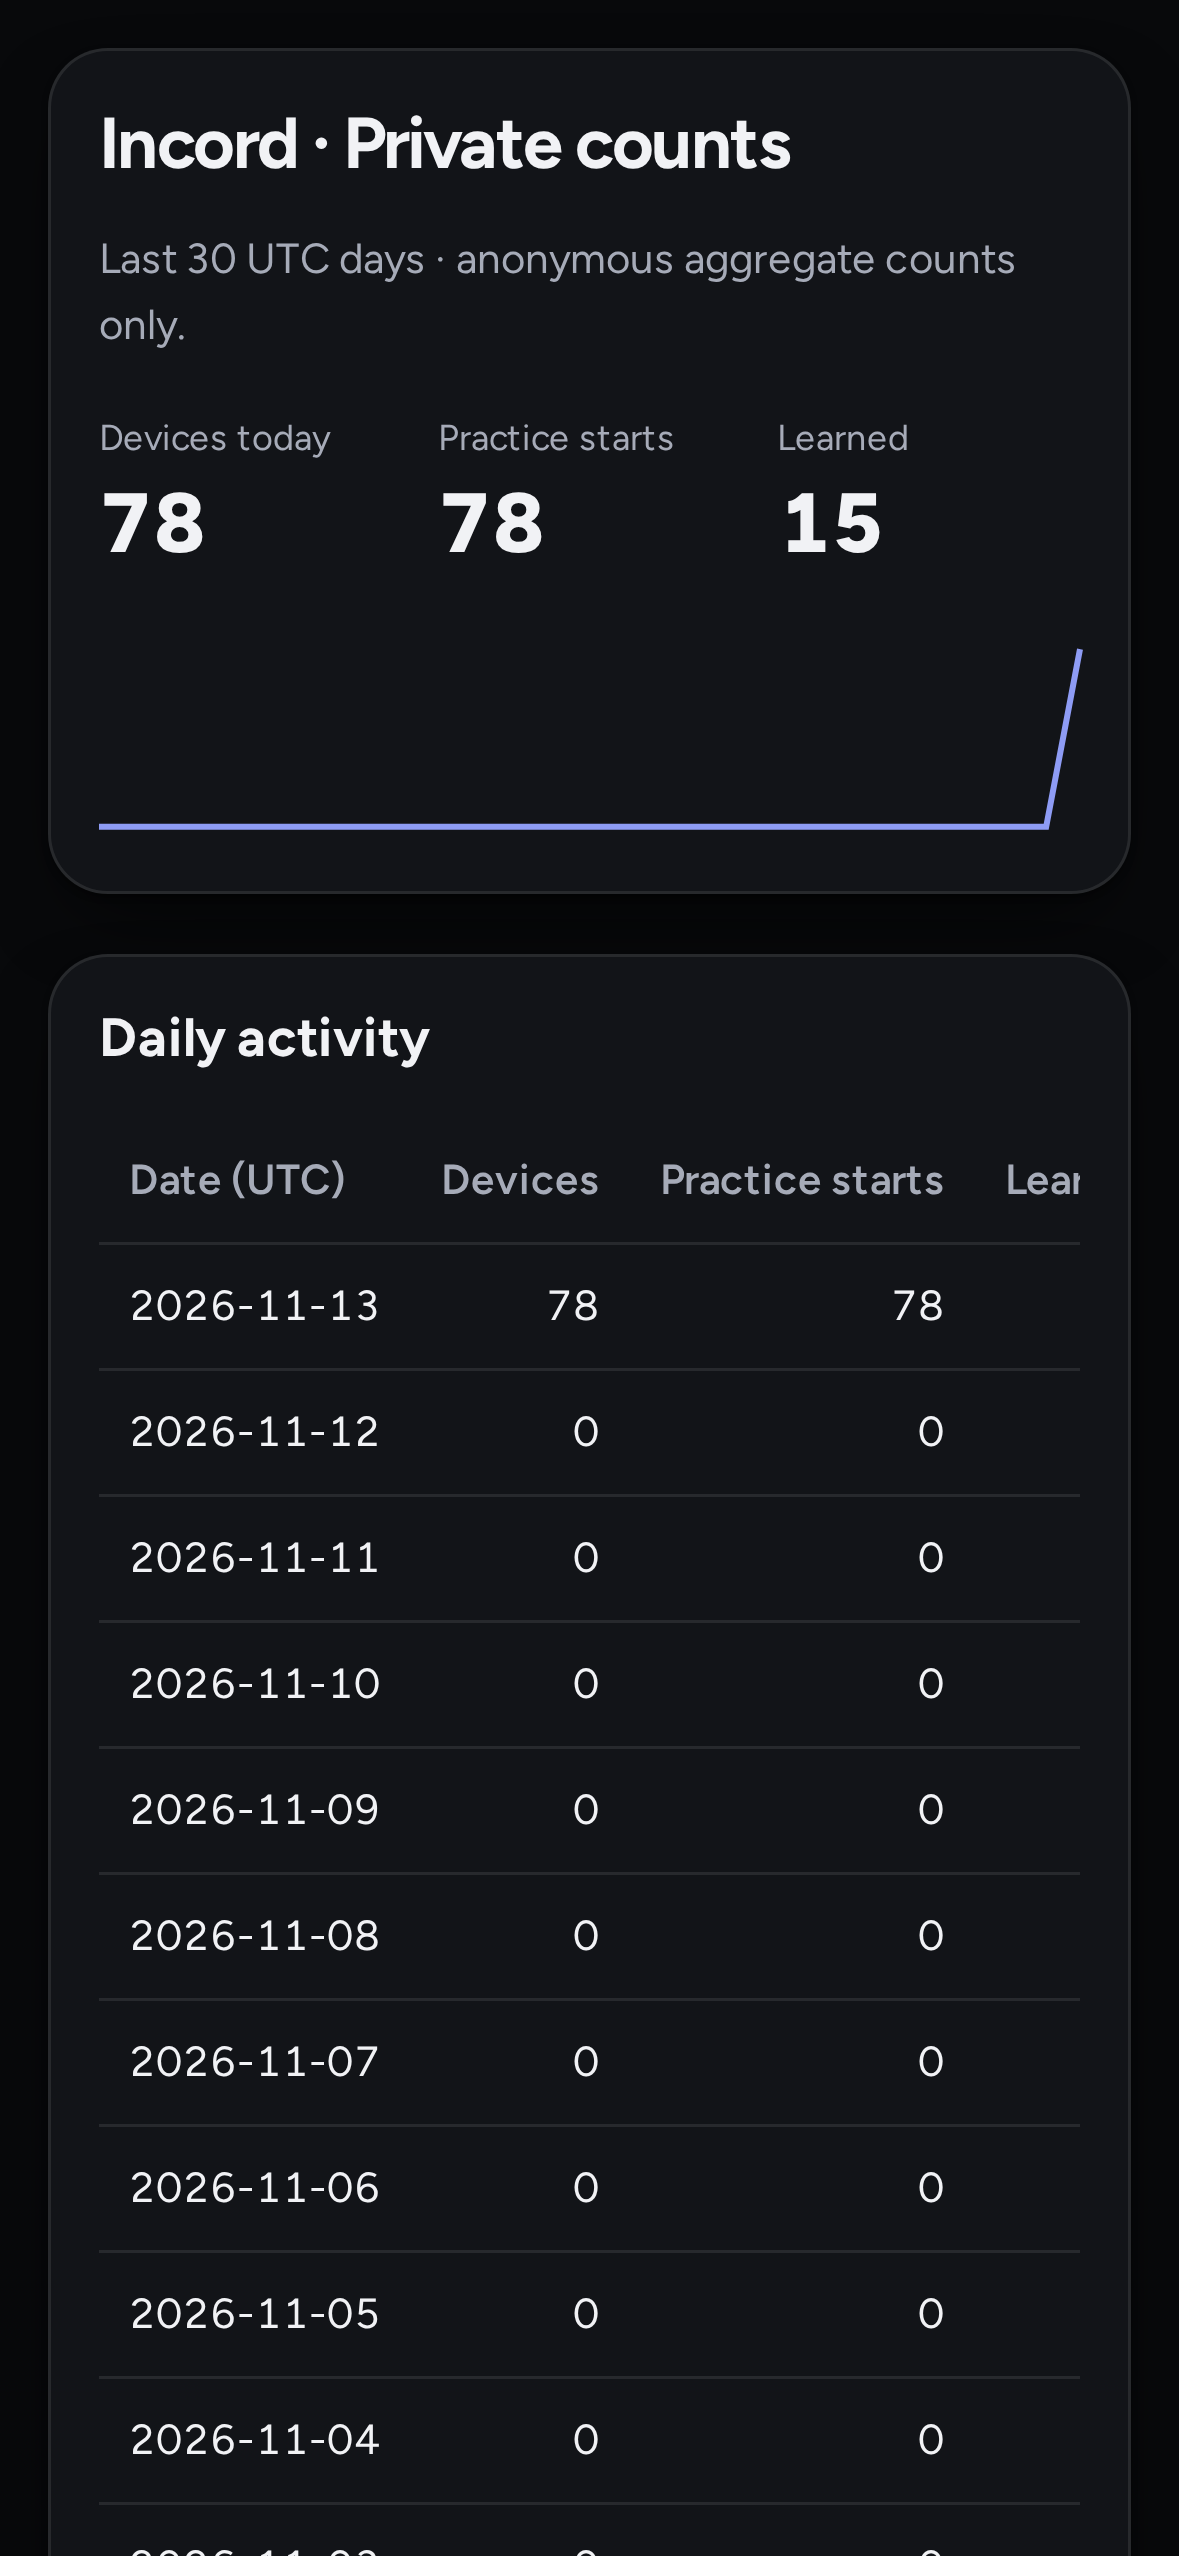 Incord · Private counts
Last 30 UTC days · anonymous aggregate counts
only.
Devices today Practice starts Learned
78 78 15
Daily activity
Date (UTC) Devices Practice starts Lear
2026-11-13 78 78
2026-11-12 0 0
2026-11-11 0 0
2026-11-10 0 0
2026-11-09 0 0
2026-11-08 0 0
2026-11-07 0 0
2026-11-06 0 0
2026-11-05 0 0
2026-11-04 0 0